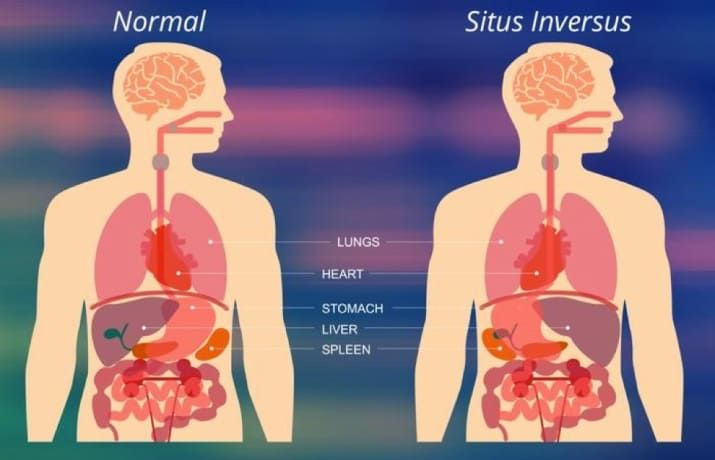 Normal
Situs Inversus
LUNGS
HEART
STOMACH
LIVER
SPLEEN